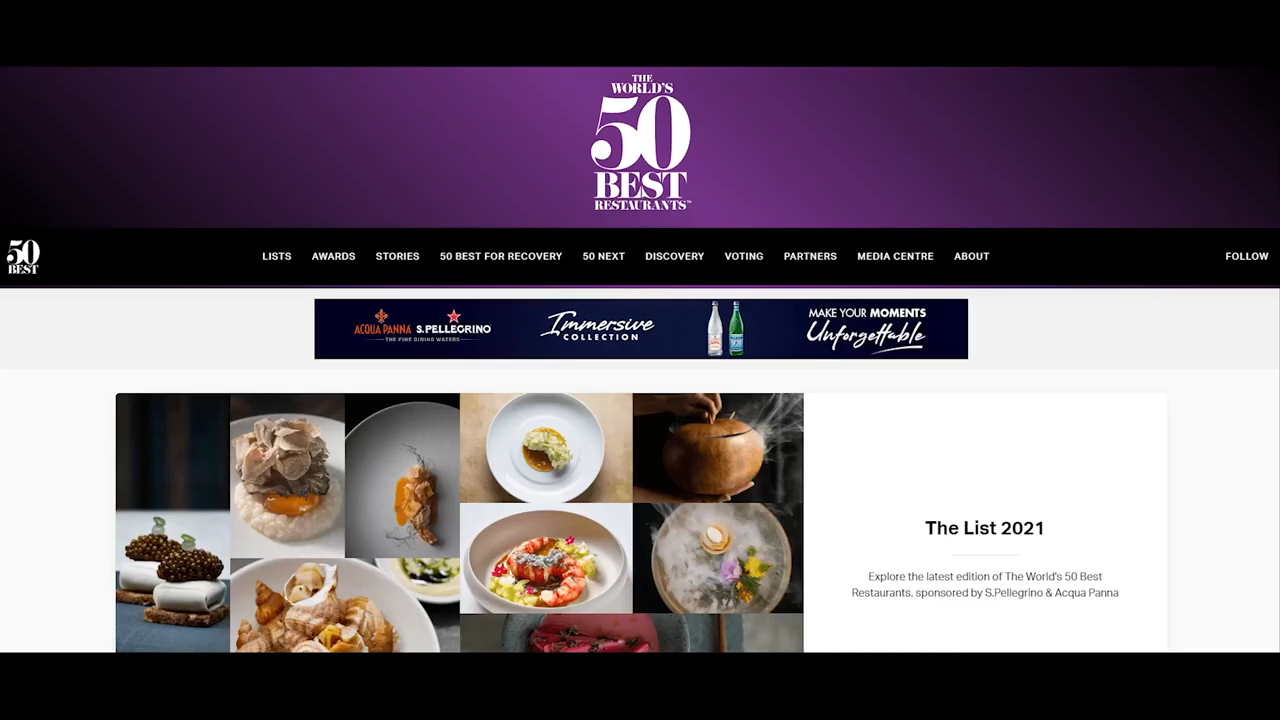 THE
WORLD'S
50
BEST
RESTAURANTS™
50
BEST
LISTS AWARDS STORIES 50 BEST FOR RECOVERY 50 NEXT DISCOVERY VOTING PARTNERS MEDIA CENTRE ABOUT FOLLOW
ACQUA PANNA S.PELLEGRINO
THE FINE DINING WATERS
Immersive
COLLECTION
MAKE YOUR MOMENTS
Unforgettable
The List 2021
Explore the latest edition of The World's 50 Best
Restaurants, sponsored by S.Pellegrino & Acqua Panna